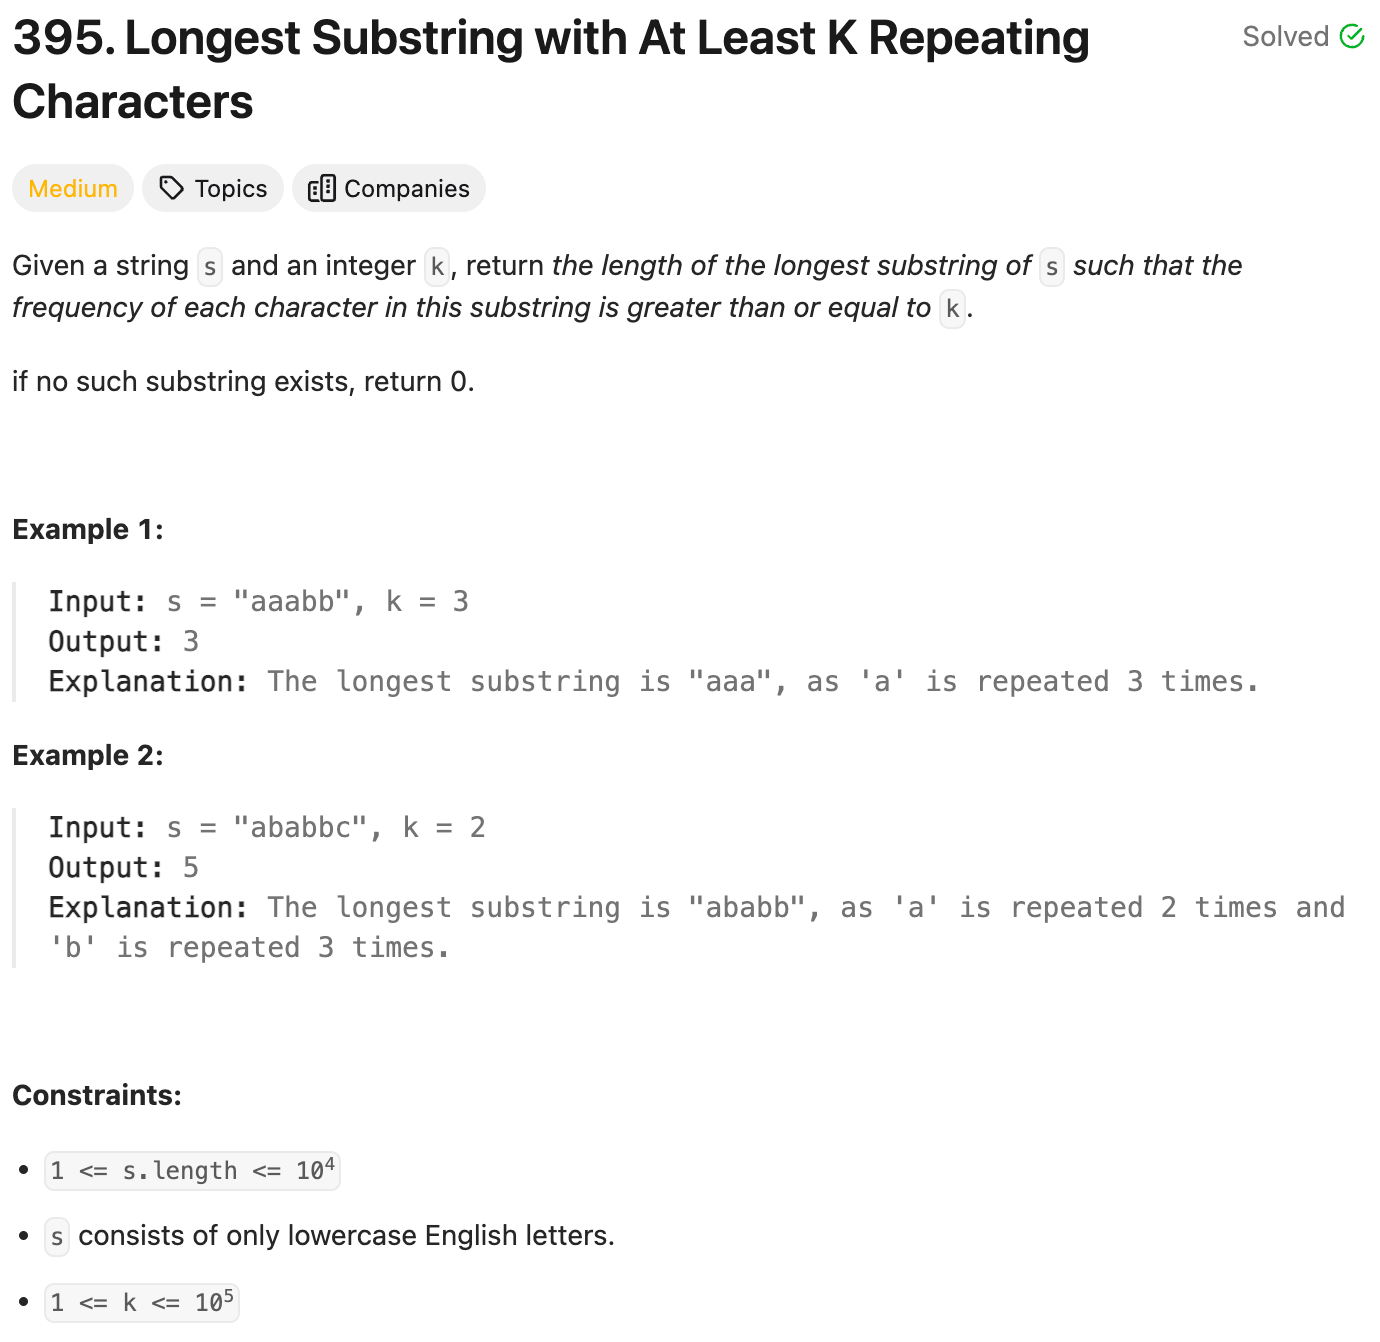 395. Longest Substring with At Least K Repeating
Solved
Characters
Medium
Topics
Companies
Given a string s and an integer k, return the length of the longest substring of s such that the
frequency of each character in this substring is greater than or equal to k.
if no such substring exists, return 0.
Example 1:
Input: s = "aaabb", k = 3
Output: 3
Explanation: The longest substring is "aaa", as 'a' is repeated 3 times.
Example 2:
Input: s = "ababbc", k = 2
Output: 5
Explanation: The longest substring is "ababb", as 'a' is repeated 2 times and
'b' is repeated 3 times.
Constraints:
• 1 <= s.length <= 10⁴
• s consists of only lowercase English letters.
• 1 <= k <= 10⁵